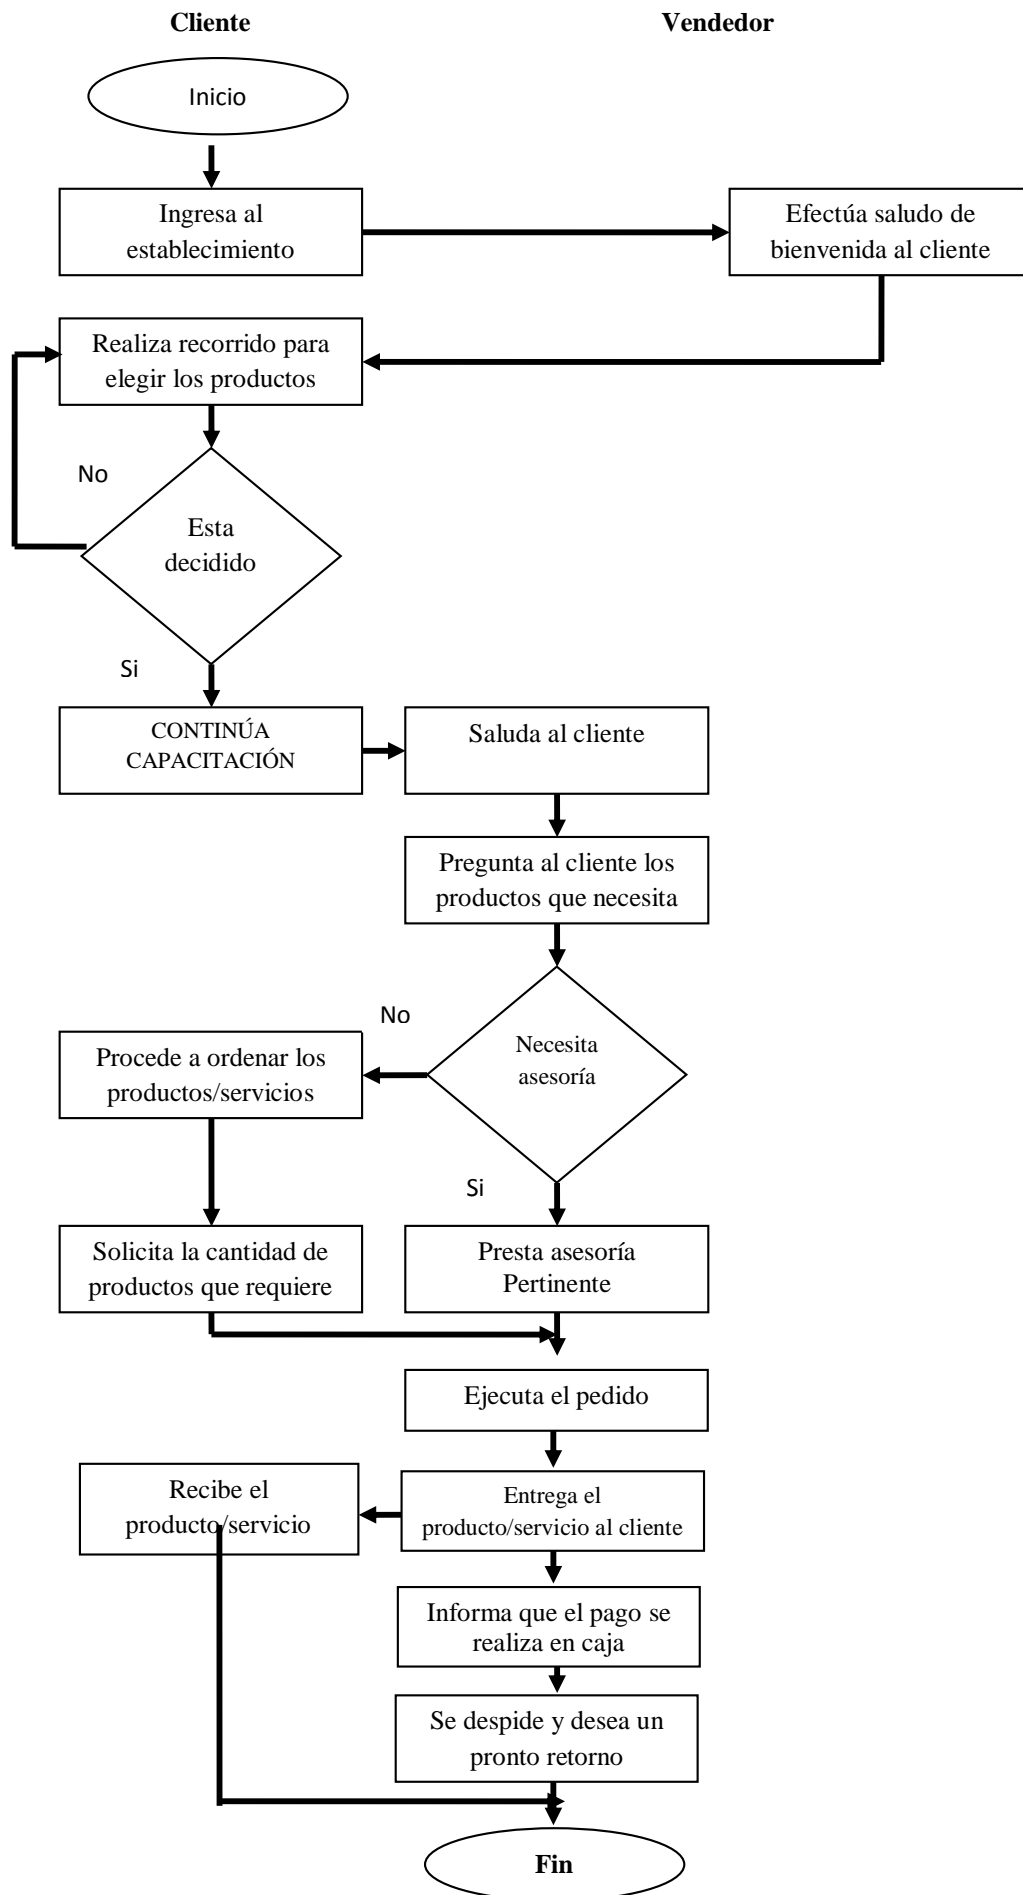 Cliente
Vendedor
Inicio
Ingresa al
establecimiento
Efectúa saludo de
bienvenida al cliente
Realiza recorrido para
elegir los productos
No
Esta
decidido
Si
CONTINÚA
CAPACITACIÓN
Saluda al cliente
Pregunta al cliente los
productos que necesita
No
Necesita
asesoría
Procede a ordenar los
productos/servicios
Si
Solicita la cantidad de
productos que requiere
Presta asesoría
Pertinente
Ejecuta el pedido
Recibe el
producto/servicio
Entrega el
producto/servicio al cliente
Informa que el pago se
realiza en caja
Se despide y desea un
pronto retorno
Fin